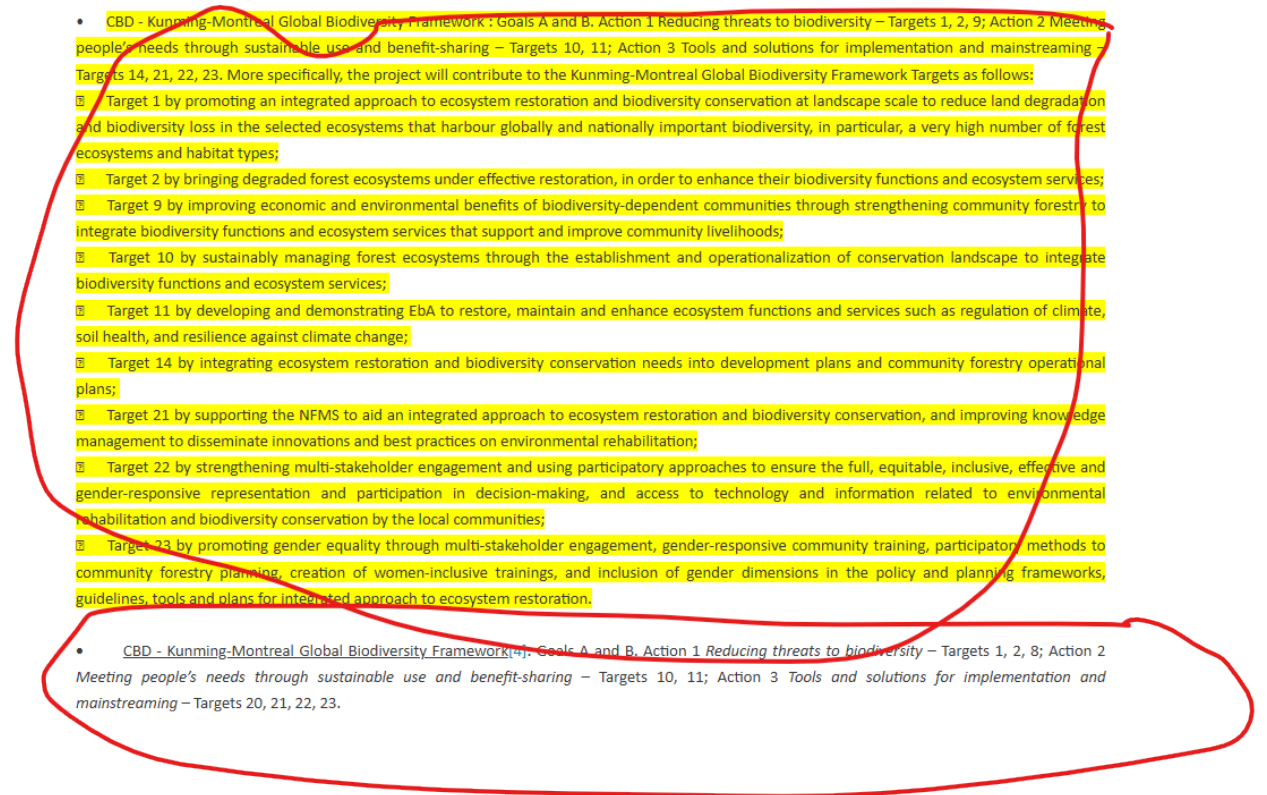 • CBD - Kunming-Montreal Global Biodiversity Framework : Goals A and B. Action 1 Reducing threats to biodiversity – Targets 1, 2, 9; Action 2 Meeting
people's needs through sustainable use and benefit-sharing – Targets 10, 11; Action 3 Tools and solutions for implementation and mainstreaming –
Targets 14, 21, 22, 23. More specifically, the project will contribute to the Kunming-Montreal Global Biodiversity Framework Targets as follows:
Target 1 by promoting an integrated approach to ecosystem restoration and biodiversity conservation at landscape scale to reduce land degradation
and biodiversity loss in the selected ecosystems that harbour globally and nationally important biodiversity, in particular, a very high number of forest
ecosystems and habitat types;
Target 2 by bringing degraded forest ecosystems under effective restoration, in order to enhance their biodiversity functions and ecosystem services;
Target 9 by improving economic and environmental benefits of biodiversity-dependent communities through strengthening community forestry to
integrate biodiversity functions and ecosystem services that support and improve community livelihoods;
Target 10 by sustainably managing forest ecosystems through the establishment and operationalization of conservation landscape to integrate
biodiversity functions and ecosystem services;
Target 11 by developing and demonstrating EbA to restore, maintain and enhance ecosystem functions and services such as regulation of climate,
soil health, and resilience against climate change;
Target 14 by integrating ecosystem restoration and biodiversity conservation needs into development plans and community forestry operational
plans;
Target 21 by supporting the NFMS to aid an integrated approach to ecosystem restoration and biodiversity conservation, and improving knowledge
management to disseminate innovations and best practices on environmental rehabilitation;
Target 22 by strengthening multi-stakeholder engagement and using participatory approaches to ensure the full, equitable, inclusive, effective and
gender-responsive representation and participation in decision-making, and access to technology and information related to environmental
rehabilitation and biodiversity conservation by the local communities;
Target 23 by promoting gender equality through multi-stakeholder engagement, gender-responsive community training, participatory methods to
community forestry planning, creation of women-inclusive trainings, and inclusion of gender dimensions in the policy and planning frameworks,
guidelines, tools and plans for integrated approach to ecosystem restoration.
• CBD - Kunming-Montreal Global Biodiversity Framework[4]: Goals A and B. Action 1 Reducing threats to biodiversity – Targets 1, 2, 8; Action 2
Meeting people's needs through sustainable use and benefit-sharing – Targets 10, 11; Action 3 Tools and solutions for implementation and
mainstreaming – Targets 20, 21, 22, 23.